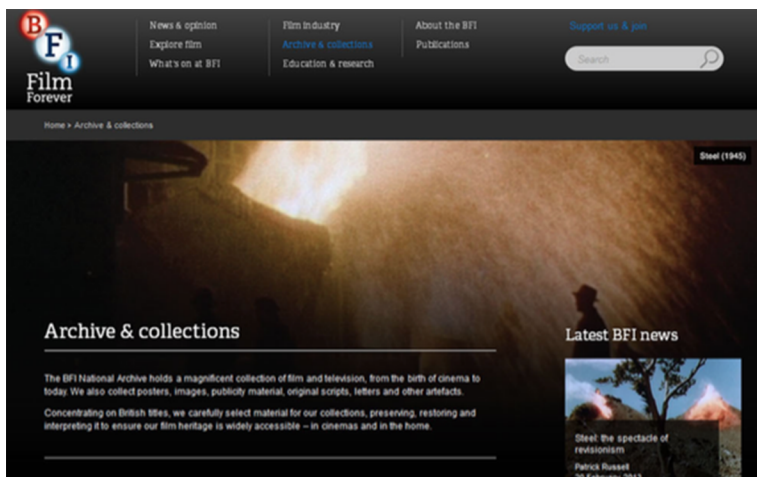 BFI
Film
Forever
News & opinion
Explore film
What's on at BFI
Film industry
Archive & collections
Education & research
About the BFI
Publications
Support us & join
Search
Home > Archive & collections
Steel (1945)
Archive & collections
The BFI National Archive holds a magnificent collection of film and television, from the birth of cinema to
today. We also collect posters, images, publicity material, original scripts, letters and other artefacts.
Concentrating on British titles, we carefully select material for our collections, preserving, restoring and
interpreting it to ensure our film heritage is widely accessible – in cinemas and in the home.
Latest BFI news
Steel: the spectacle of
revisionism
Patrick Russell
20 February 2013